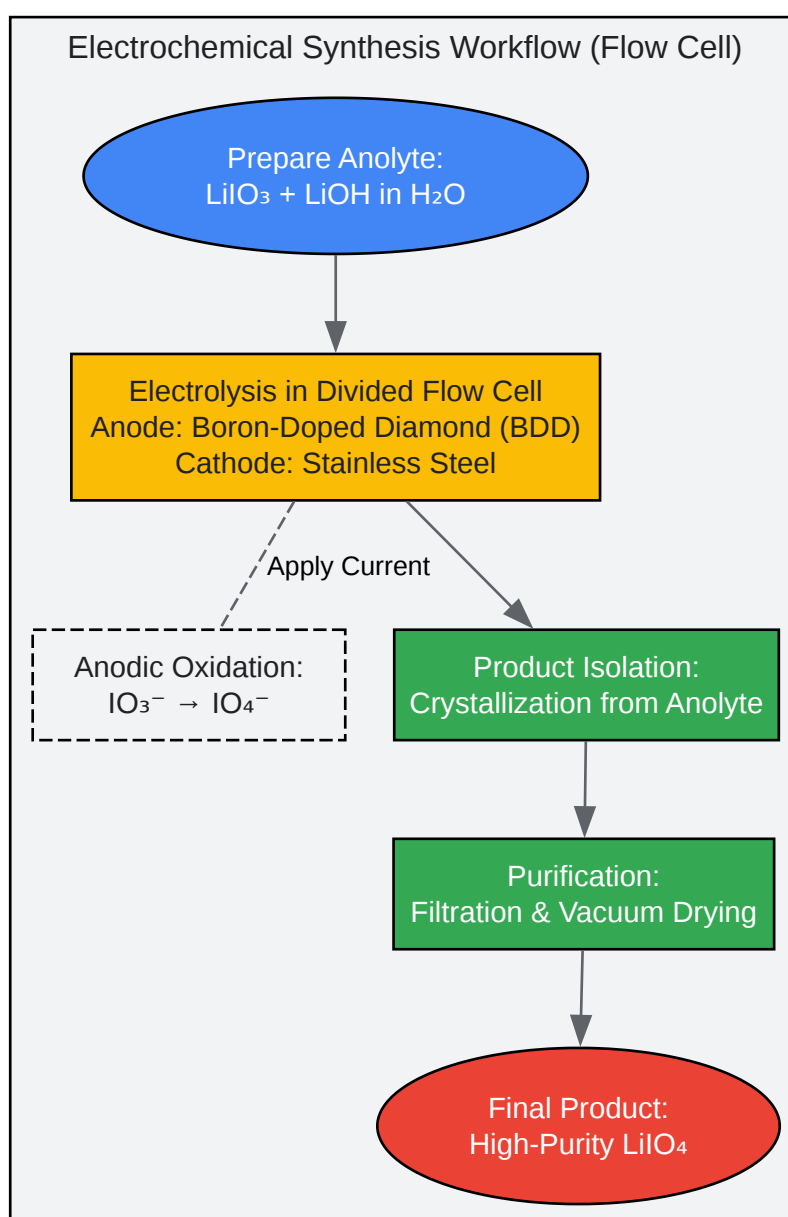 Electrochemical Synthesis Workflow (Flow Cell)
Prepare Anolyte:
LiIO₃ + LiOH in H₂O
Electrolysis in Divided Flow Cell
Anode: Boron-Doped Diamond (BDD)
Cathode: Stainless Steel
Apply Current
Anodic Oxidation:
IO₃⁻ → IO₄⁻
Product Isolation:
Crystallization from Anolyte
Purification:
Filtration & Vacuum Drying
Final Product:
High-Purity LiIO₄